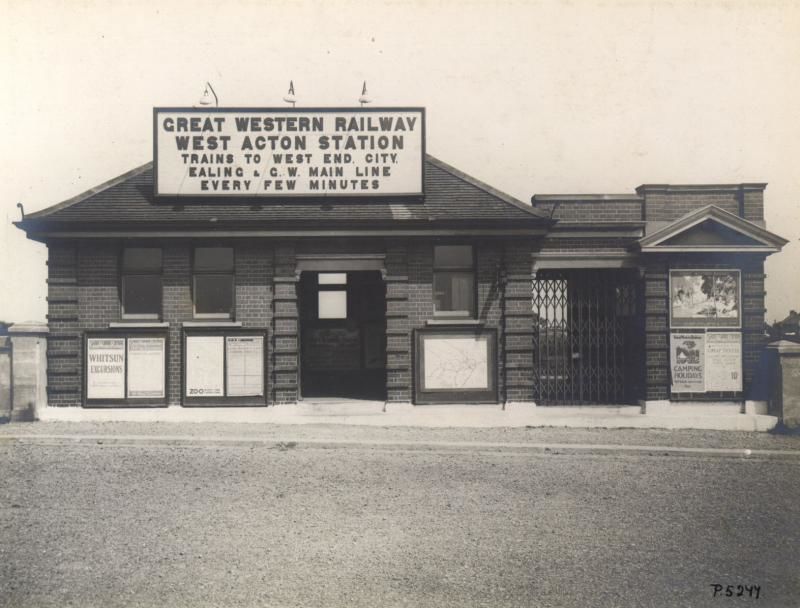 GREAT WESTERN RAILWAY
WEST ACTON STATION
TRAINS TO WEST END, CITY,
EALING & G.W. MAIN LINE
EVERY FEW MINUTES
WHITSUN
EXCURSIONS
ZOO
CAMPING
HOLIDAYS
10
P.5244